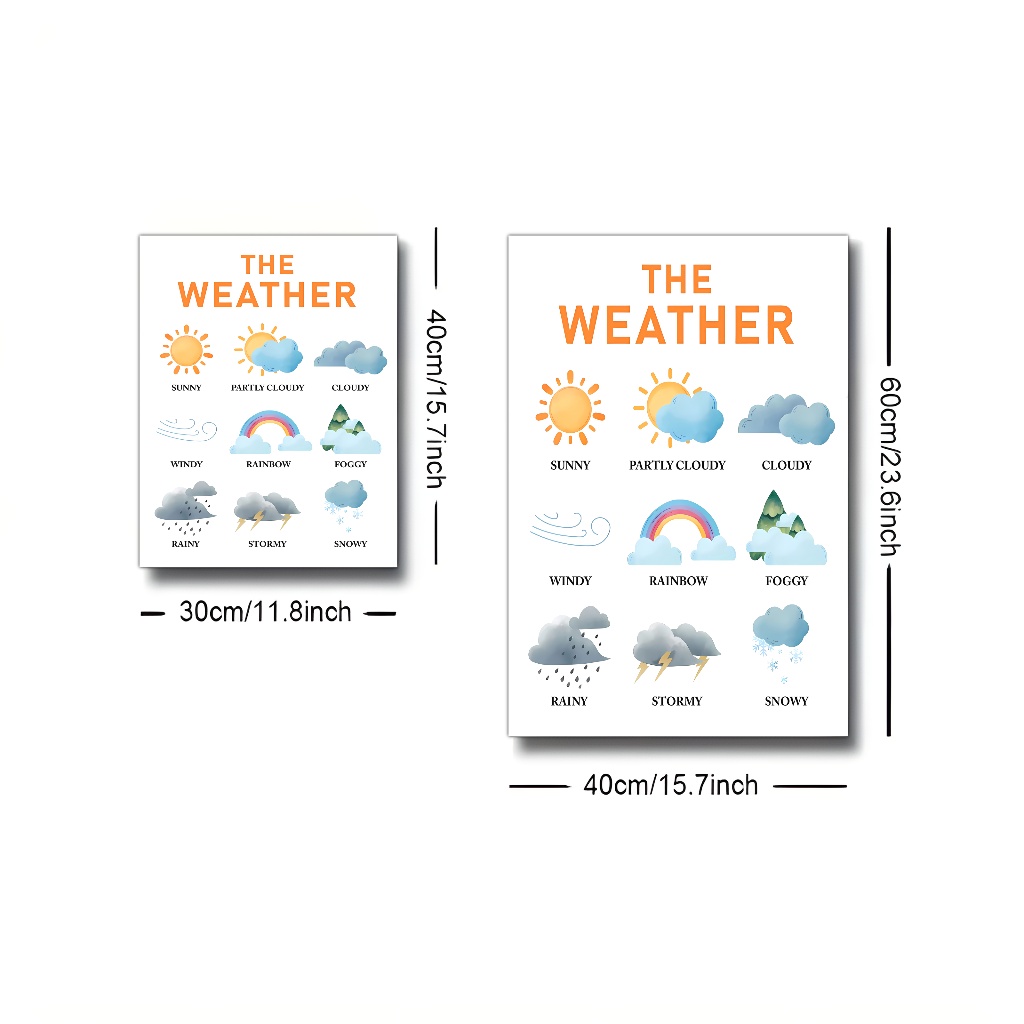 THE
WEATHER
SUNNY PARTLY CLOUDY CLOUDY
WINDY RAINBOW FOGGY
RAINY STORMY SNOWY
40cm/15.7inch
30cm/11.8inch
THE
WEATHER
SUNNY PARTLY CLOUDY CLOUDY
WINDY RAINBOW FOGGY
RAINY STORMY SNOWY
60cm/23.6inch
40cm/15.7inch